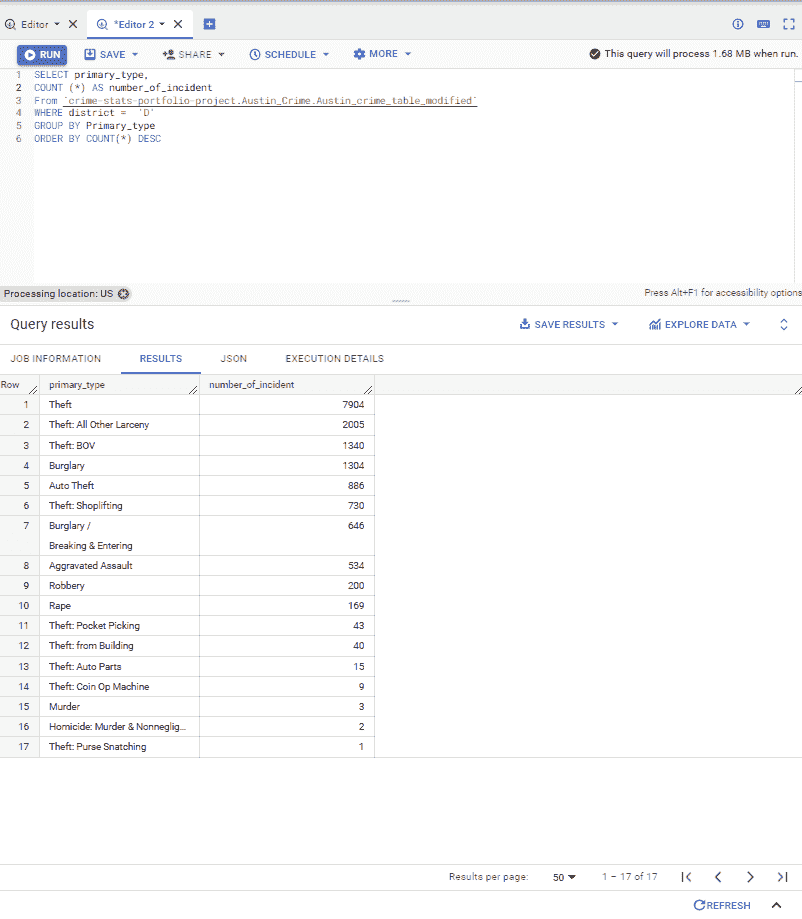 Editor *Editor 2
RUN SAVE SHARE SCHEDULE MORE This query will process 1.68 MB when run.
1 SELECT primary_type,
2 COUNT (*) AS number_of_incident
3 From `crime-stats-portfolio-project.Austin_Crime.Austin_crime_table_modified`
4 WHERE district = 'D'
5 GROUP BY Primary_type
6 ORDER BY COUNT(*) DESC
Processing location: US Press Alt+F1 for accessibility options
Query results SAVE RESULTS EXPLORE DATA
JOB INFORMATION RESULTS JSON EXECUTION DETAILS
Row primary_type number_of_incident
1 Theft 7904
2 Theft: All Other Larceny 2005
3 Theft: BOV 1340
4 Burglary 1304
5 Auto Theft 886
6 Theft: Shoplifting 730
7 Burglary / 646
Breaking & Entering
8 Aggravated Assault 534
9 Robbery 200
10 Rape 169
11 Theft: Pocket Picking 43
12 Theft: from Building 40
13 Theft: Auto Parts 15
14 Theft: Coin Op Machine 9
15 Murder 3
16 Homicide: Murder & Nonneglig... 2
17 Theft: Purse Snatching 1
Results per page: 50 1 – 17 of 17
REFRESH